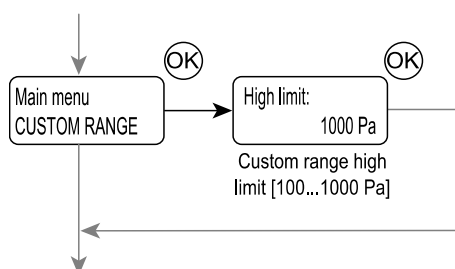 OK
OK
Main menu
CUSTOM RANGE
High limit:
1000 Pa
Custom range high
limit [100...1000 Pa]